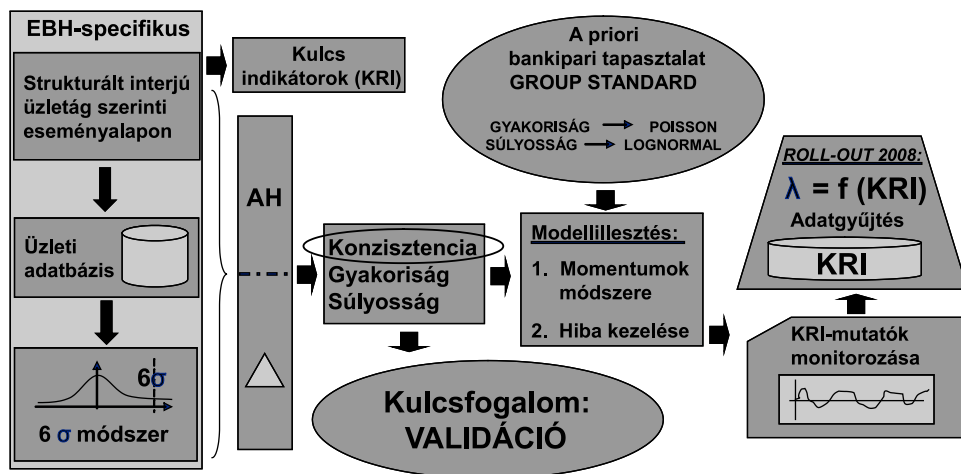 EBH-specifikus
Strukturált interjú
üzletág szerinti
eseményalapon
Üzleti
adatbázis
6σ
6 σ módszer
Kulcs
indikátorok (KRI)
AH
Konzisztencia
Gyakoriság
Súlyosság
Kulcsfogalom:
VALIDÁCIÓ
A priori
bankipari tapasztalat
GROUP STANDARD
GYAKORISÁG POISSON
SÚLYOSSÁG LOGNORMAL
Modellillesztés:
1. Momentumok
módszere
2. Hiba kezelése
ROLL-OUT 2008:
λ = f (KRI)
Adatgyűjtés
KRI
KRI-mutatók
monitorozása